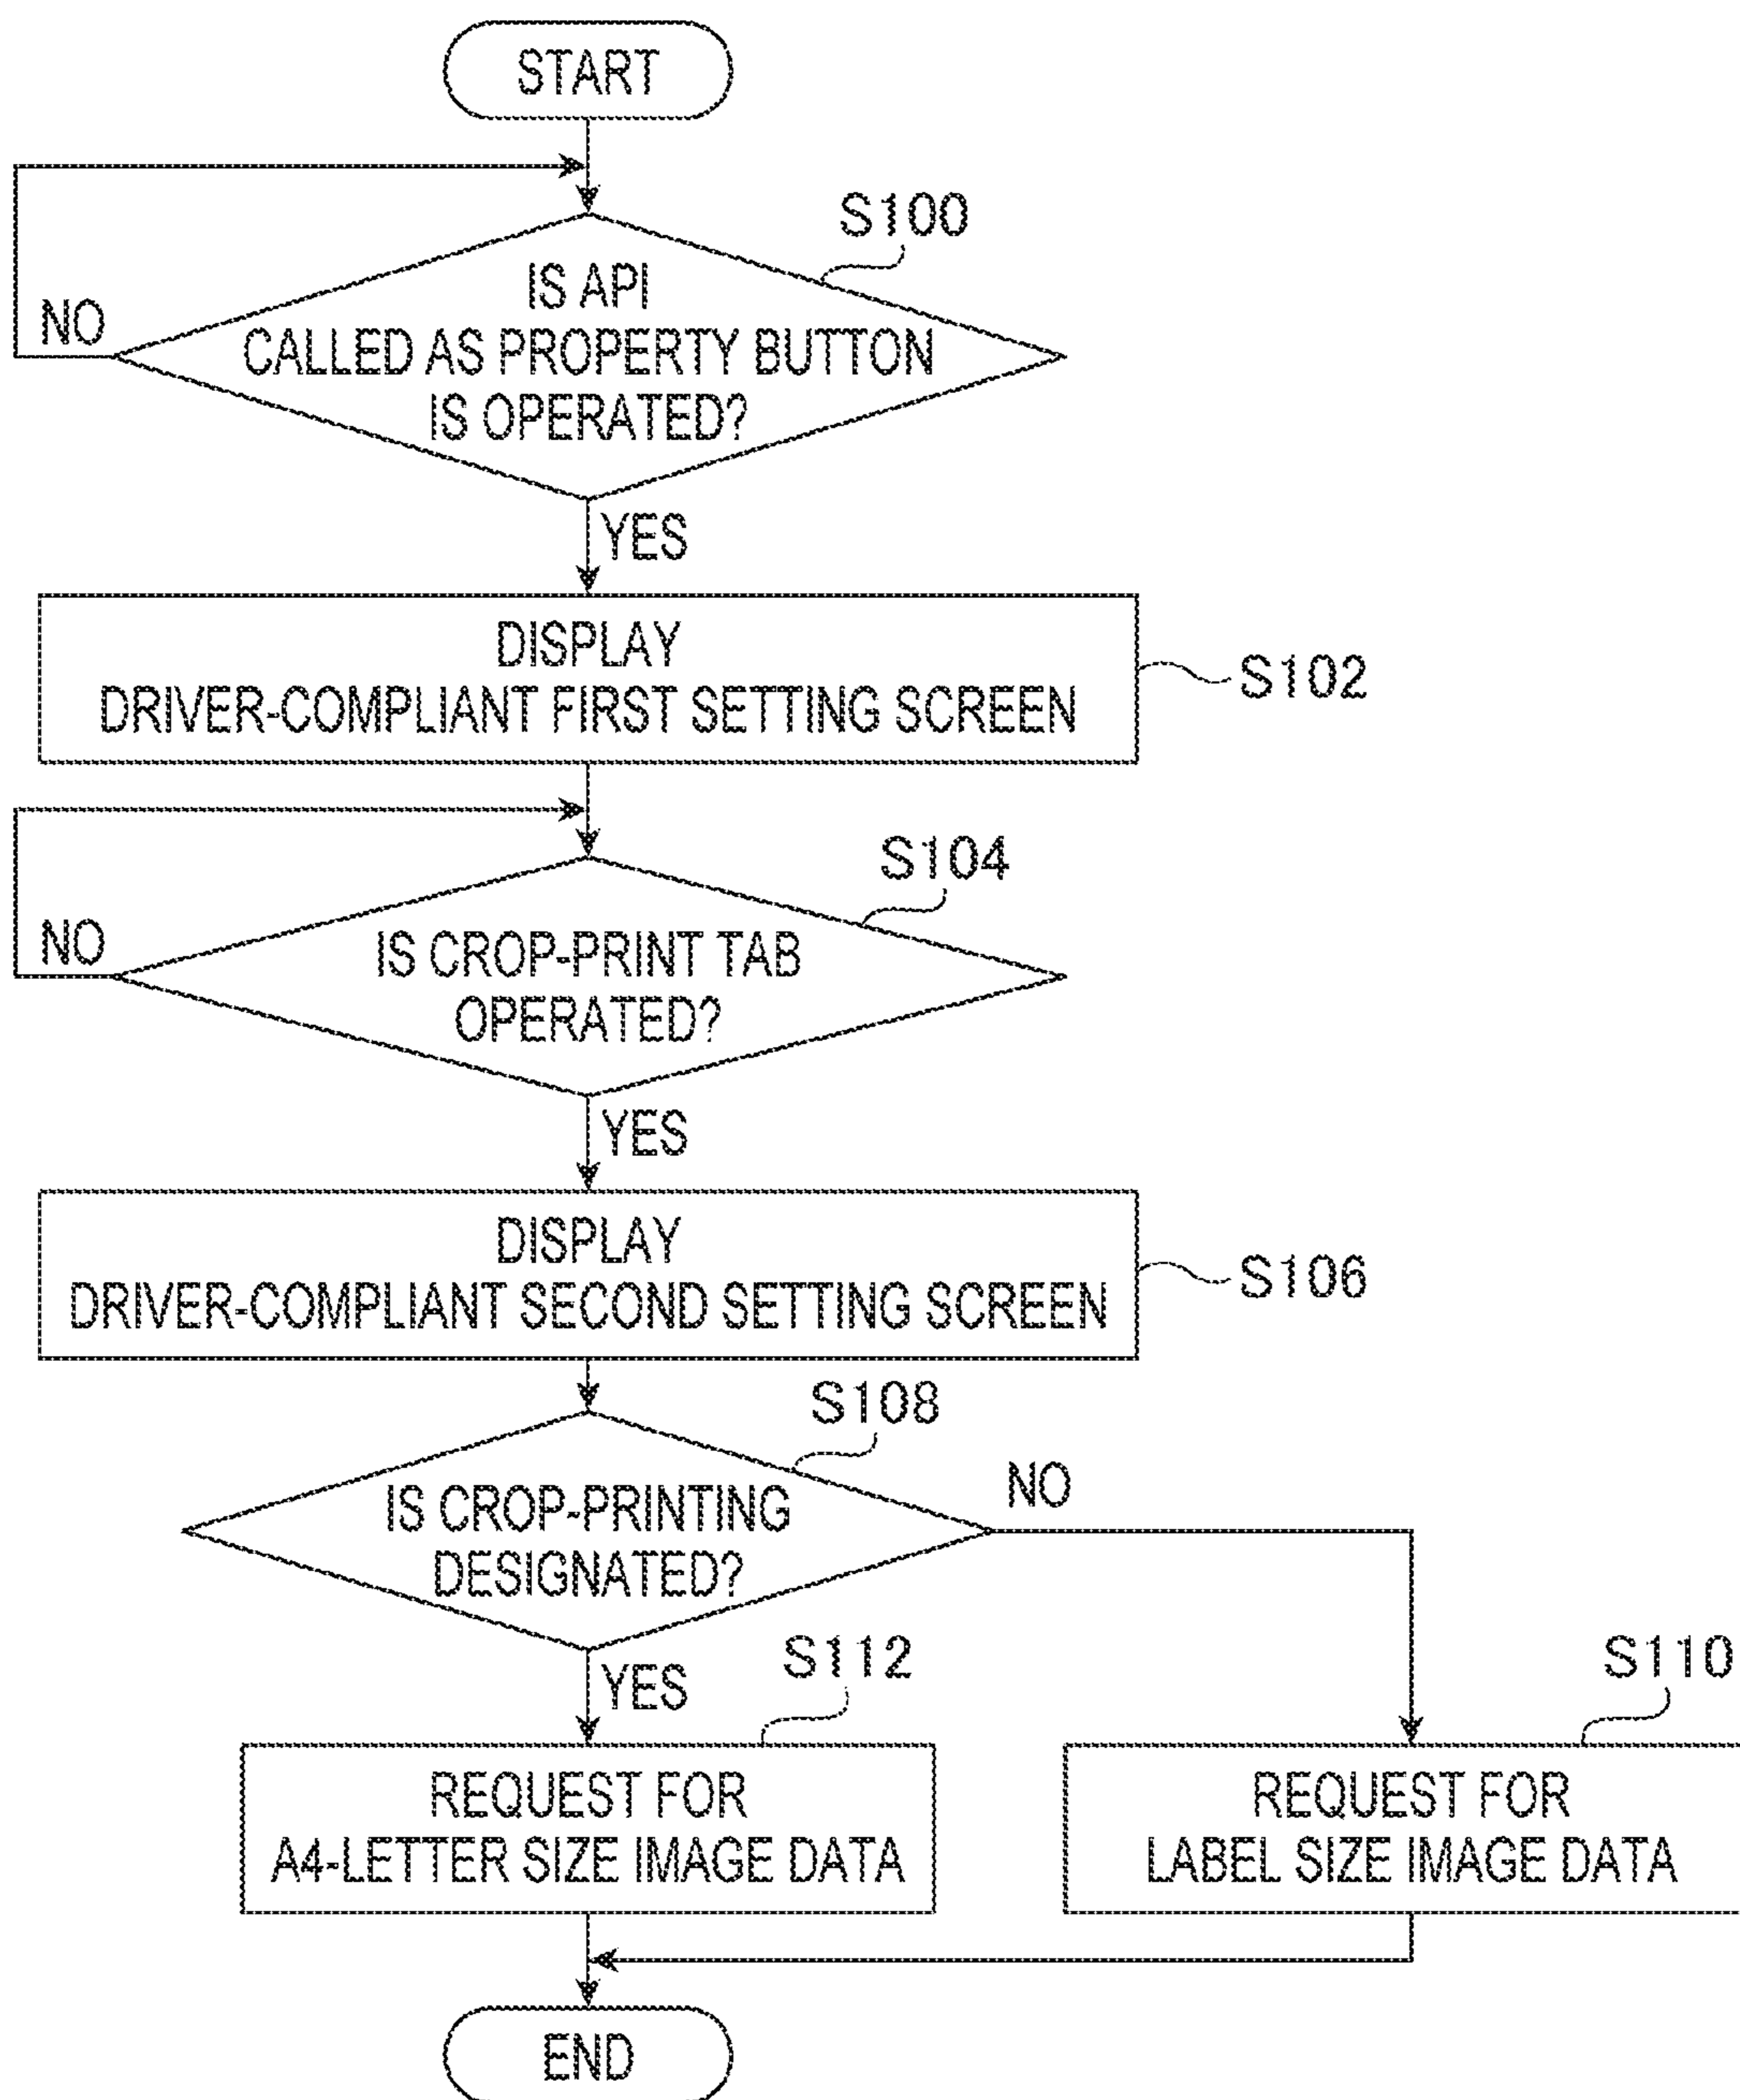 START
S100
IS API
CALLED AS PROPERTY BUTTON
IS OPERATED?
NO
YES
DISPLAY
DRIVER-COMPLIANT FIRST SETTING SCREEN
S102
S104
NO
IS CROP-PRINT TAB
OPERATED?
YES
DISPLAY
DRIVER-COMPLIANT SECOND SETTING SCREEN
S106
S108
IS CROP-PRINTING
DESIGNATED?
NO
YES
S112
S110
REQUEST FOR
A4-LETTER SIZE IMAGE DATA
REQUEST FOR
LABEL SIZE IMAGE DATA
END